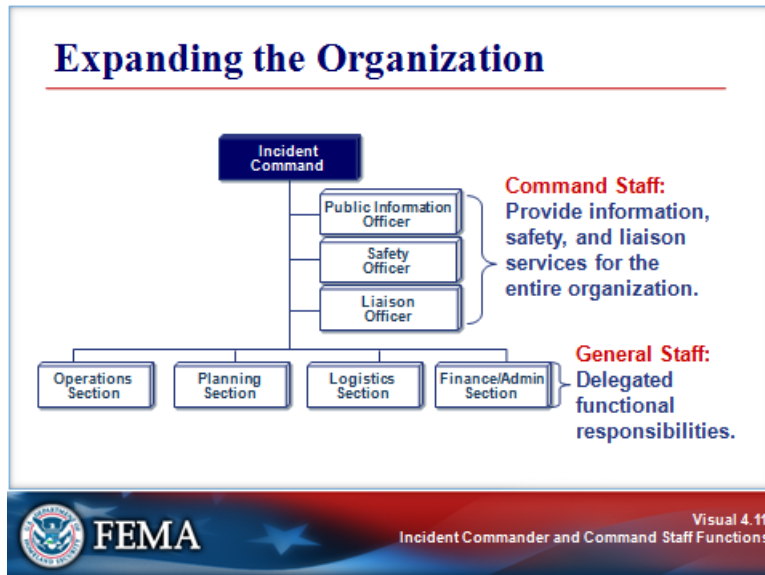 Expanding the Organization
Incident
Command
Public Information
Officer
Safety
Officer
Liaison
Officer
Command Staff:
Provide information,
safety, and liaison
services for the
entire organization.
Operations
Section
Planning
Section
Logistics
Section
Finance/Admin
Section
General Staff:
Delegated
functional
responsibilities.
FEMA
Visual 4.11
Incident Commander and Command Staff Functions